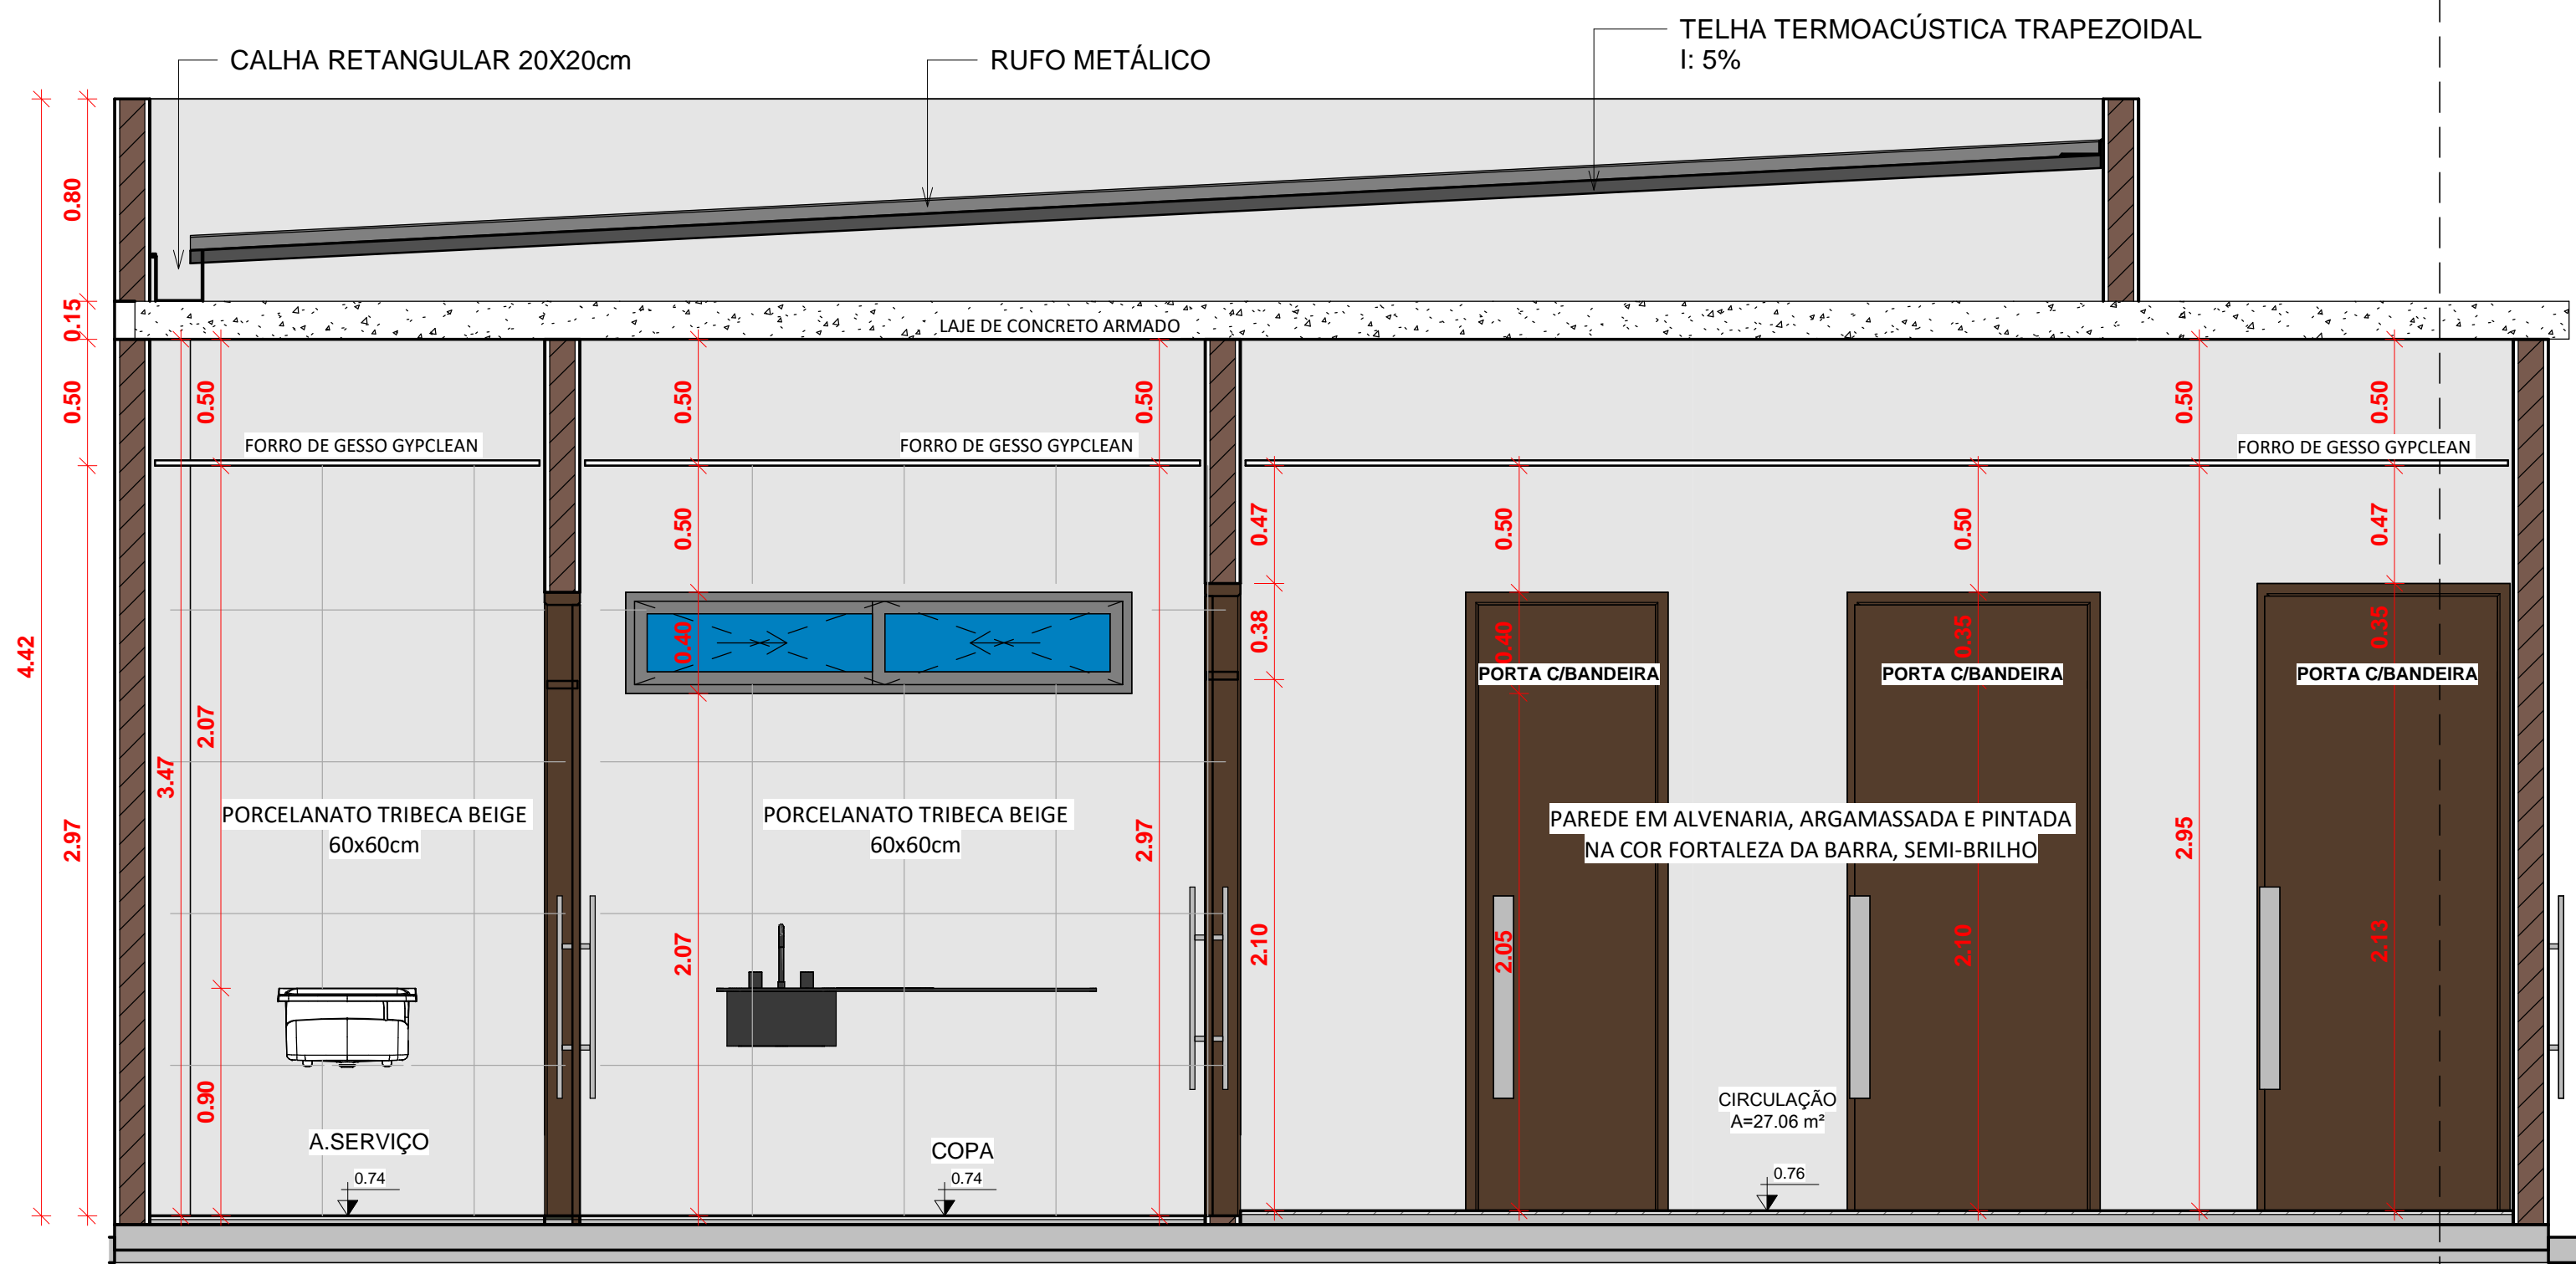 TELHA TERMOACÚSTICA TRAPEZOIDAL
I: 5%
CALHA RETANGULAR 20X20cm
RUFO METÁLICO
0.80
0.15
LAJE DE CONCRETO ARMADO
0.50
0.50
0.50
0.50
0.50
0.50
FORRO DE GESSO GYPCLEAN
FORRO DE GESSO GYPCLEAN
FORRO DE GESSO GYPCLEAN
0.50
0.47
0.50
0.50
0.47
4.42
0.40
0.38
0.40
0.35
0.35
PORTA C/BANDEIRA
PORTA C/BANDEIRA
PORTA C/BANDEIRA
2.07
3.47
2.97
PORCELANATO TRIBECA BEIGE
60x60cm
PORCELANATO TRIBECA BEIGE
60x60cm
2.97
PAREDE EM ALVENARIA, ARGAMASSADA E PINTADA
NA COR FORTALEZA DA BARRA, SEMI-BRILHO
2.95
2.07
2.10
2.05
2.10
2.13
0.90
CIRCULAÇÃO
A=27.06 m²
A.SERVIÇO
COPA
0.74
0.74
0.76